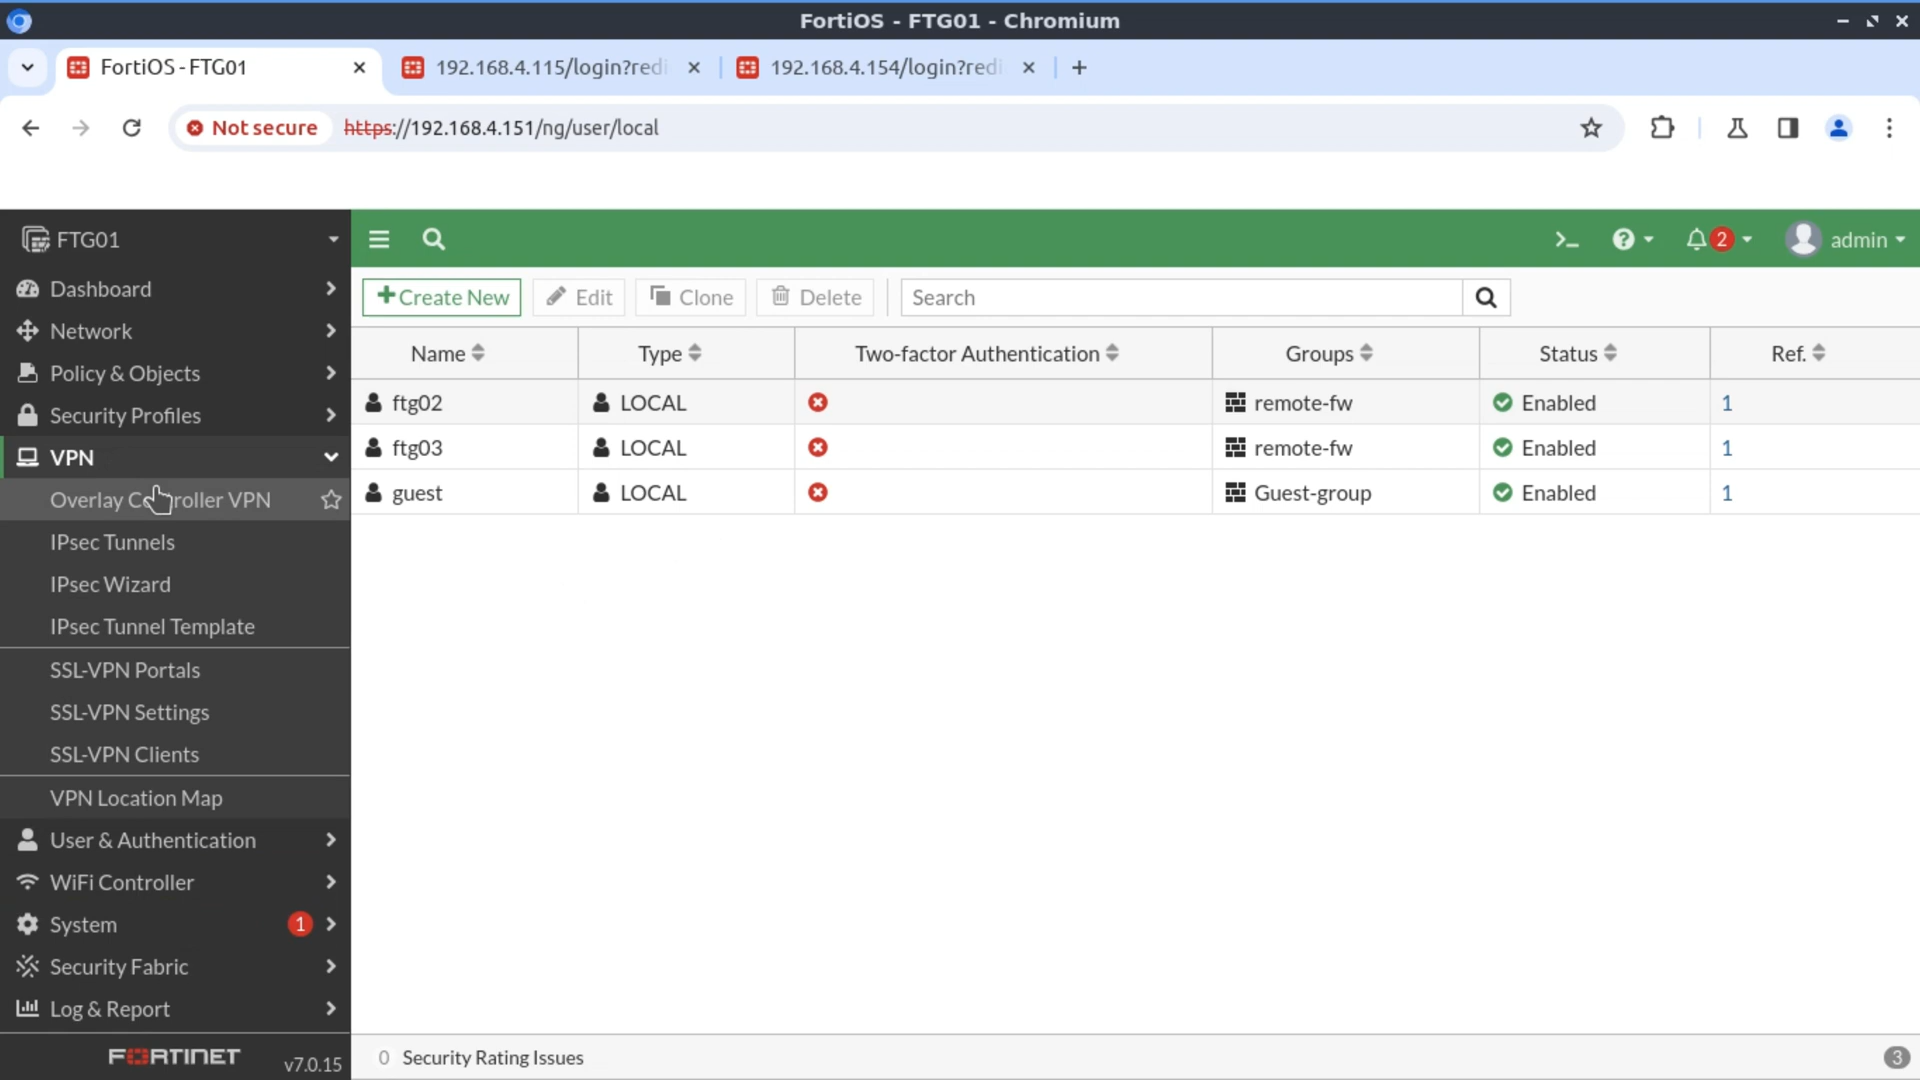 FortiOS - FTG01 - Chromium
FortiOS - FTG01
192.168.4.115/login?redi
192.168.4.154/login?redi
Not secure
https://192.168.4.151/ng/user/local
FTG01
2
admin
Dashboard
Network
Policy & Objects
Security Profiles
VPN
Overlay Controller VPN
IPsec Tunnels
IPsec Wizard
IPsec Tunnel Template
SSL-VPN Portals
SSL-VPN Settings
SSL-VPN Clients
VPN Location Map
User & Authentication
WiFi Controller
System 1
Security Fabric
Log & Report
FORTINET v7.0.15
Create New Edit Clone Delete Search
Name Type Two-factor Authentication Groups Status Ref.
ftg02 LOCAL remote-fw Enabled 1
ftg03 LOCAL remote-fw Enabled 1
guest LOCAL Guest-group Enabled 1
0 Security Rating Issues 3